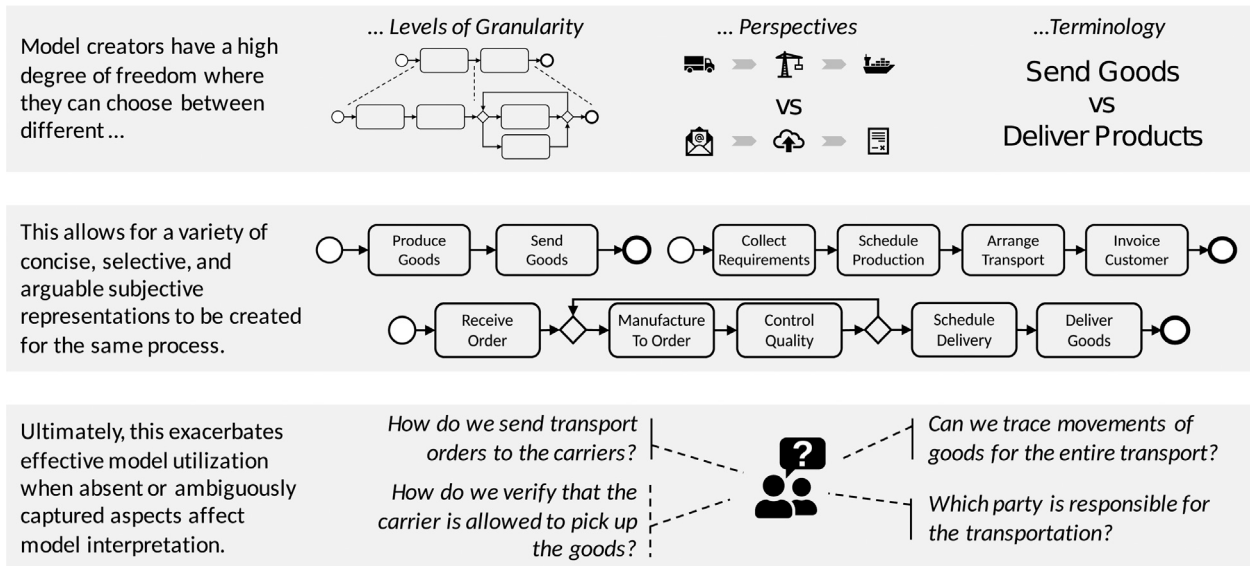 Model creators have a high
degree of freedom where
they can choose between
different ...
... Levels of Granularity
... Perspectives
vs
@
...Terminology
Send Goods
vs
Deliver Products
This allows for a variety of
concise, selective, and
arguable subjective
representations to be created
for the same process.
Produce
Goods
Send
Goods
Collect
Requirements
Schedule
Production
Arrange
Transport
Invoice
Customer
Receive
Order
Manufacture
To Order
Control
Quality
Schedule
Delivery
Deliver
Goods
Ultimately, this exacerbates
effective model utilization
when absent or ambiguously
captured aspects affect
model interpretation.
How do we send transport
orders to the carriers?
How do we verify that the
carrier is allowed to pick up
the goods?
?
Can we trace movements of
goods for the entire transport?
Which party is responsible for
the transportation?